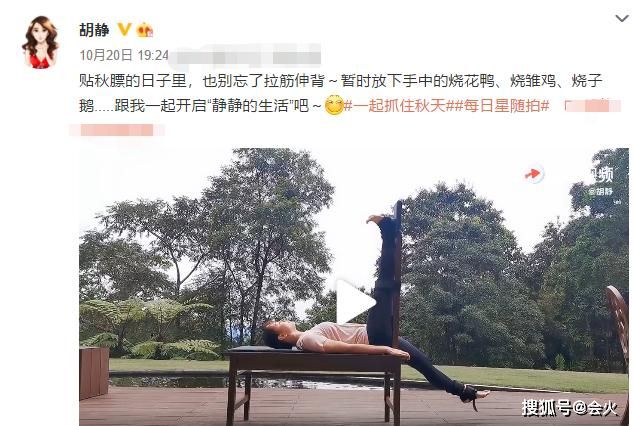 胡静
10月20日 19:24
贴秋膘的日子里，也别忘了拉筋伸背～暂时放下手中的烧花鸭、烧雏鸡、烧子
鹅.....跟我一起开启“静静的生活”吧～#一起抓住秋天##每日星随拍#
视频
@胡静
搜狐号@会火